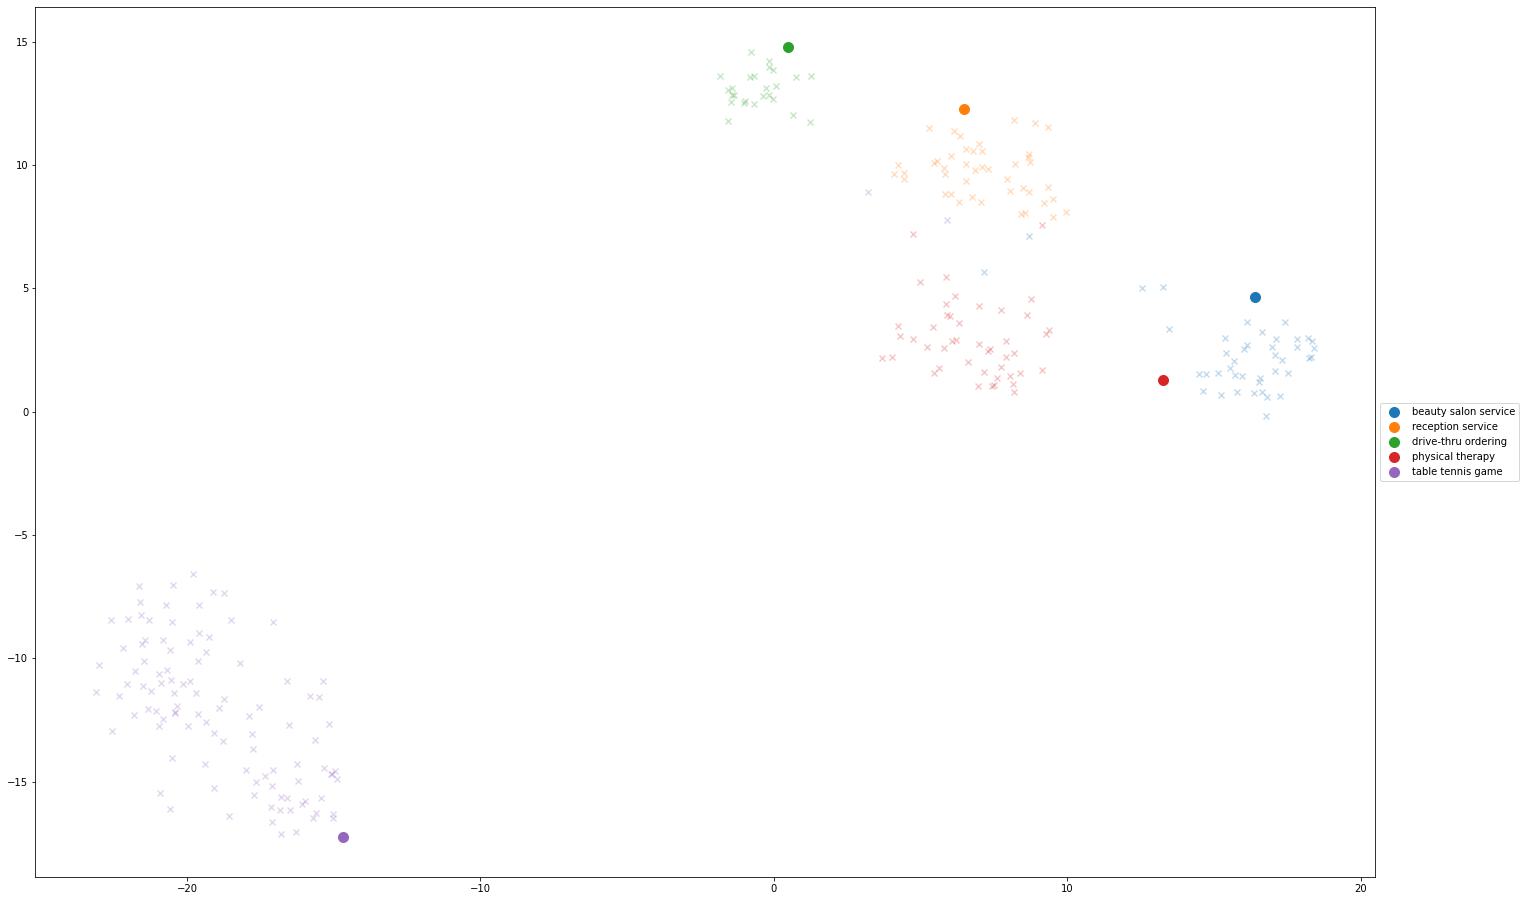 15
10
5
0
−5
−10
−15
−20
−10
0
10
20
beauty salon service
reception service
drive-thru ordering
physical therapy
table tennis game